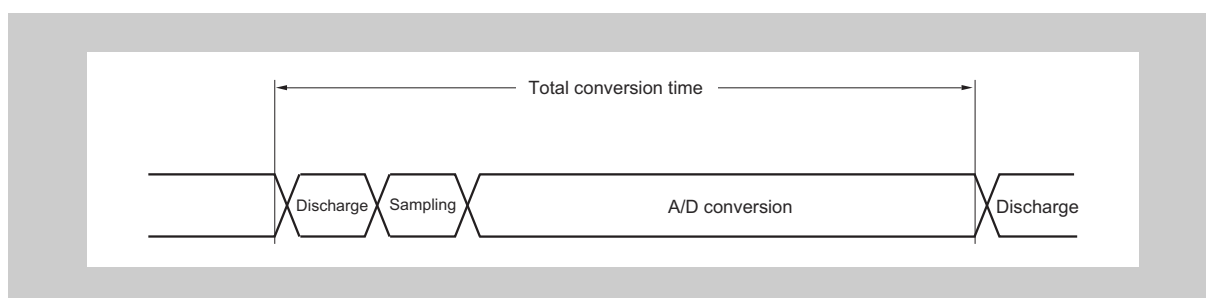 Total conversion time
Discharge Sampling A/D conversion Discharge